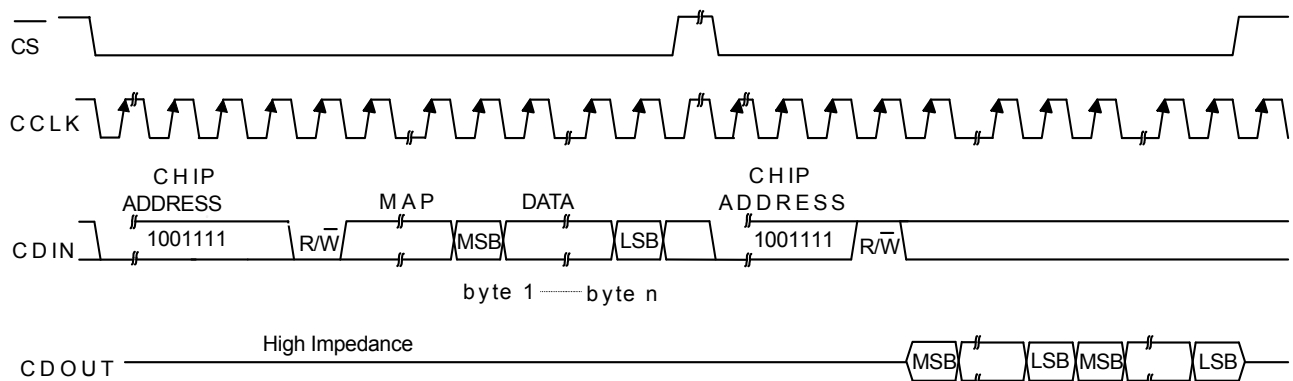 CS
CCLK
CHIP
ADDRESS
MAP
DATA
CHIP
ADDRESS
CDIN
1001111
R/W
MSB
LSB
1001111
R/W
byte 1
byte n
High Impedance
CDOUT
MSB
LSB
MSB
LSB